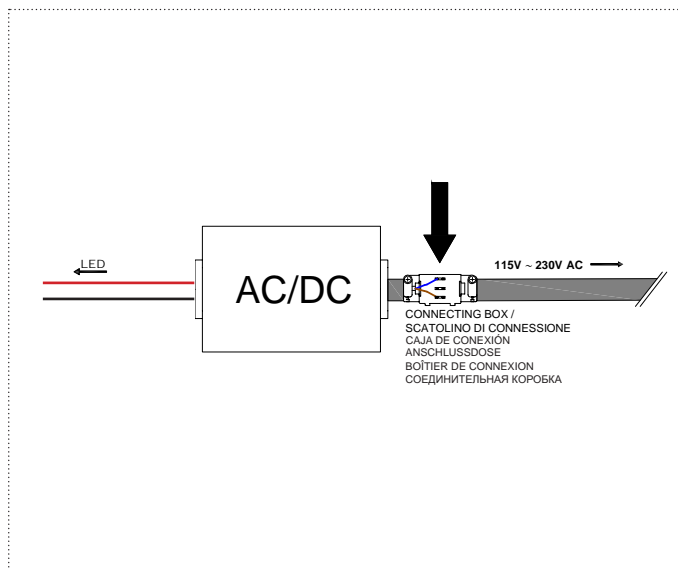 LED
AC/DC
115V ~ 230V AC
CONNECTING BOX /
SCATOLINO DI CONNESSIONE
CAJA DE CONEXIÓN
ANSCHLUSSDOSE
BOÎTIER DE CONNEXION
СОЕДИНИТЕЛЬНАЯ КОРОБКА